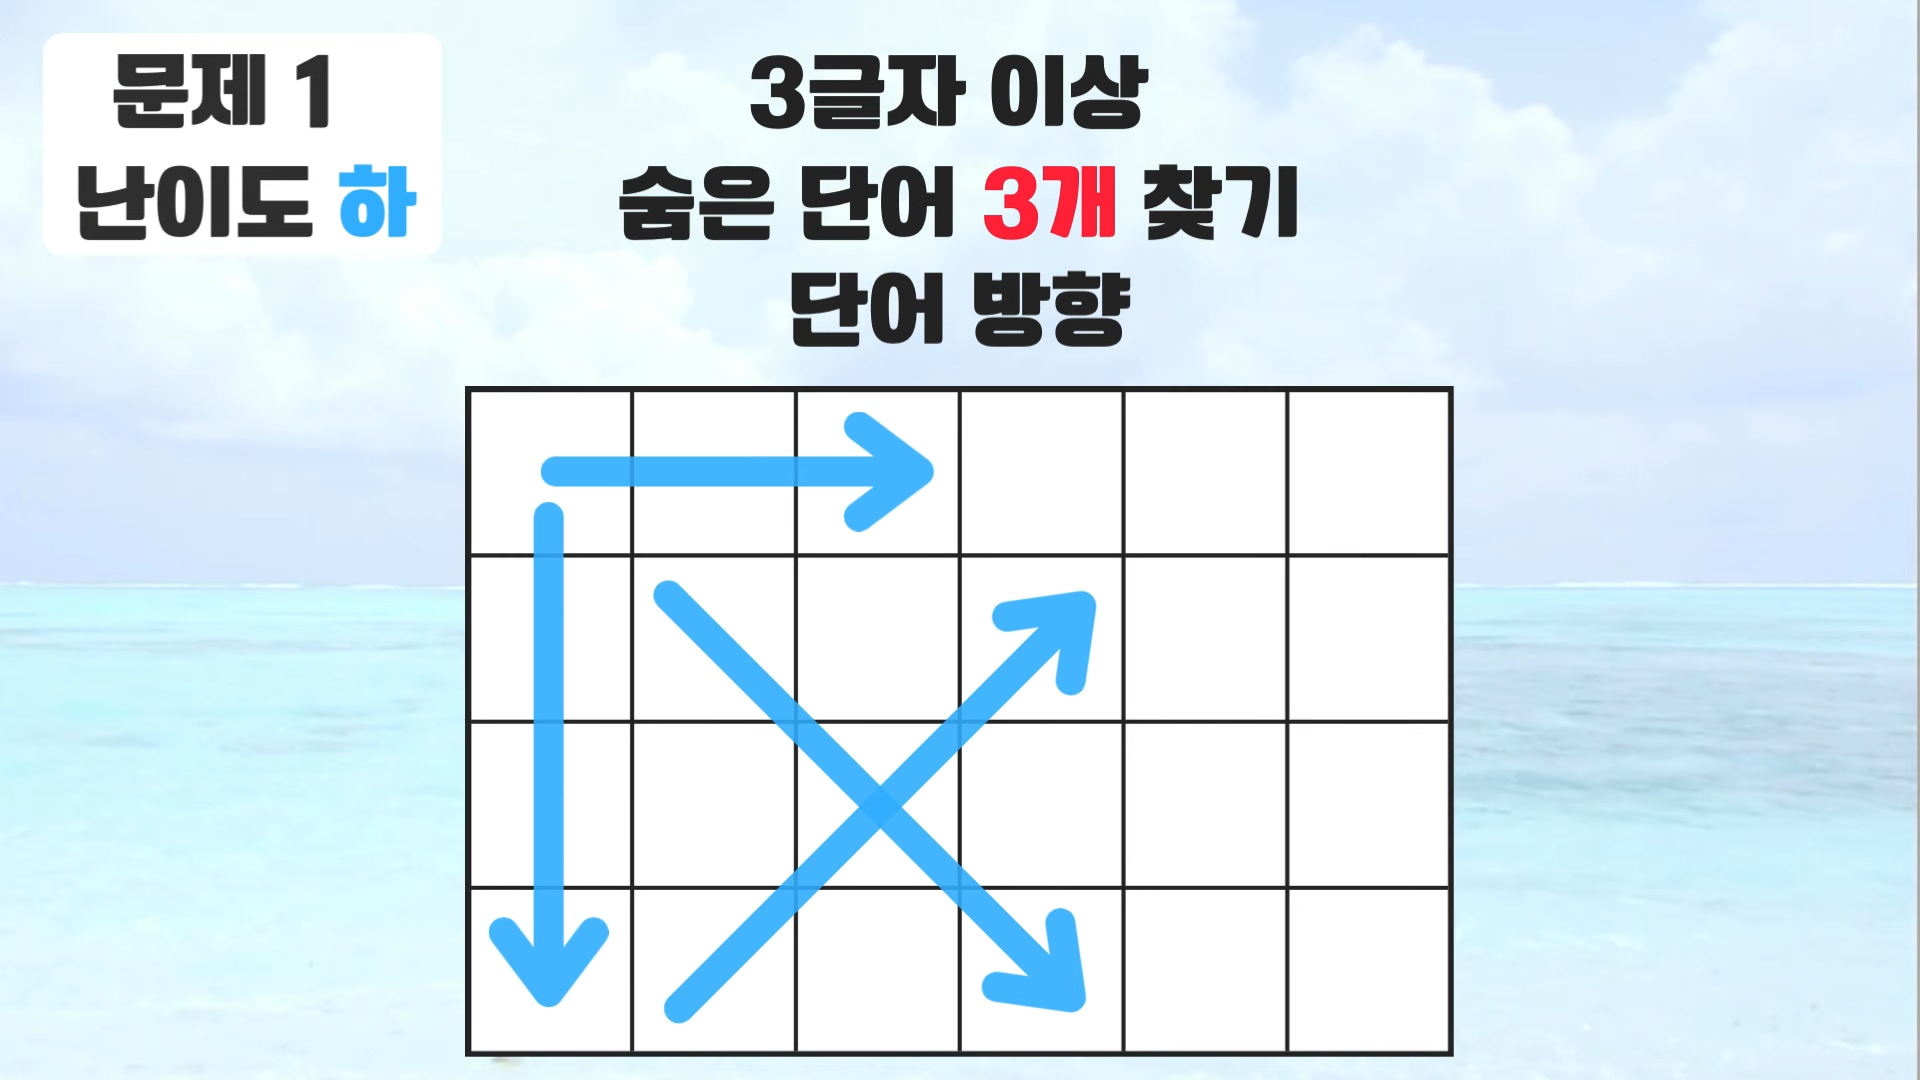 문제 1
난이도 하
3글자 이상
숨은 단어 3개 찾기
단어 방향